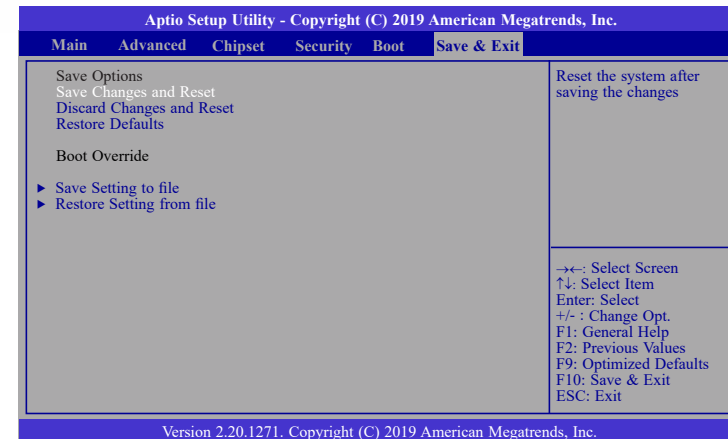 Aptio Setup Utility - Copyright (C) 2019 American Megatrends, Inc.
Main Advanced Chipset Security Boot Save & Exit
Save Options
Save Changes and Reset
Discard Changes and Reset
Restore Defaults
Boot Override
► Save Setting to file
► Restore Setting from file
Reset the system after
saving the changes
→←: Select Screen
↑↓: Select Item
Enter: Select
+/- : Change Opt.
F1: General Help
F2: Previous Values
F9: Optimized Defaults
F10: Save & Exit
ESC: Exit
Version 2.20.1271. Copyright (C) 2019 American Megatrends, Inc.